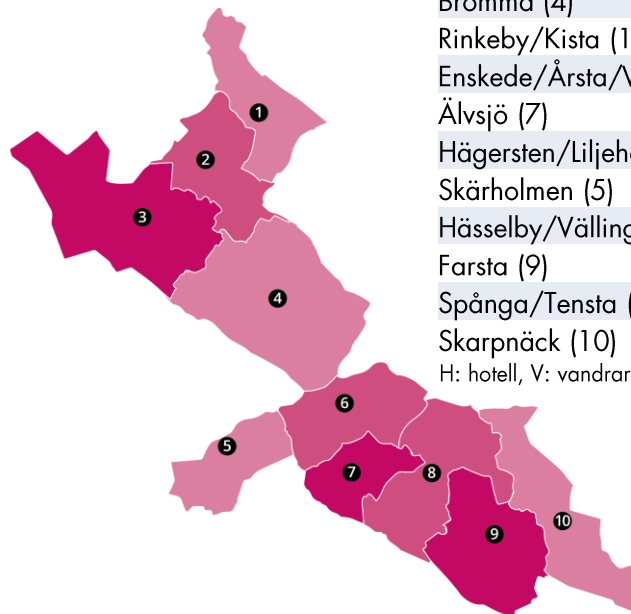 Bromma (4)
Rinkeby/Kista (1
Enskede/Årsta/V
Älvsjö (7)
Hägersten/Liljeh
Skärholmen (5)
Hässelby/Välling
Farsta (9)
Spånga/Tensta (
Skarpnäck (10)
H: hotell, V: vandrar
1
2
3
4
5
6
7
8
9
10